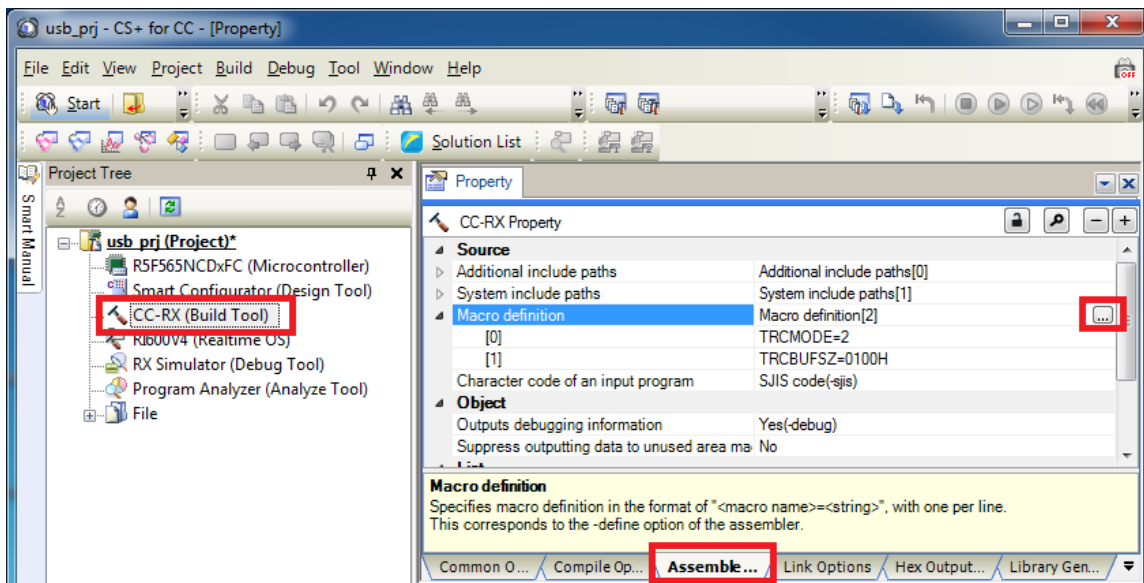 usb_prj - CS+ for CC - [Property]
File Edit View Project Build Debug Tool Window Help
OFF
Start
Solution List
Smart Manual
Project Tree
usb_prj (Project)*
R5F565NCDxFC (Microcontroller)
Smart Configurator (Design Tool)
CC-RX (Build Tool)
RI600V4 (Realtime OS)
RX Simulator (Debug Tool)
Program Analyzer (Analyze Tool)
File
Property
CC-RX Property
Source
Additional include paths Additional include paths[0]
System include paths System include paths[1]
Macro definition Macro definition[2] ...
[0] TRCMODE=2
[1] TRCBUFSZ=0100H
Character code of an input program SJIS code(-sjis)
Object
Outputs debugging information Yes(-debug)
Suppress outputting data to unused area ma No
List
Macro definition
Specifies macro definition in the format of "<macro name>=<string>", with one per line.
This corresponds to the -define option of the assembler.
Common O... Compile Op... Assemble ... Link Options Hex Output... Library Gen...